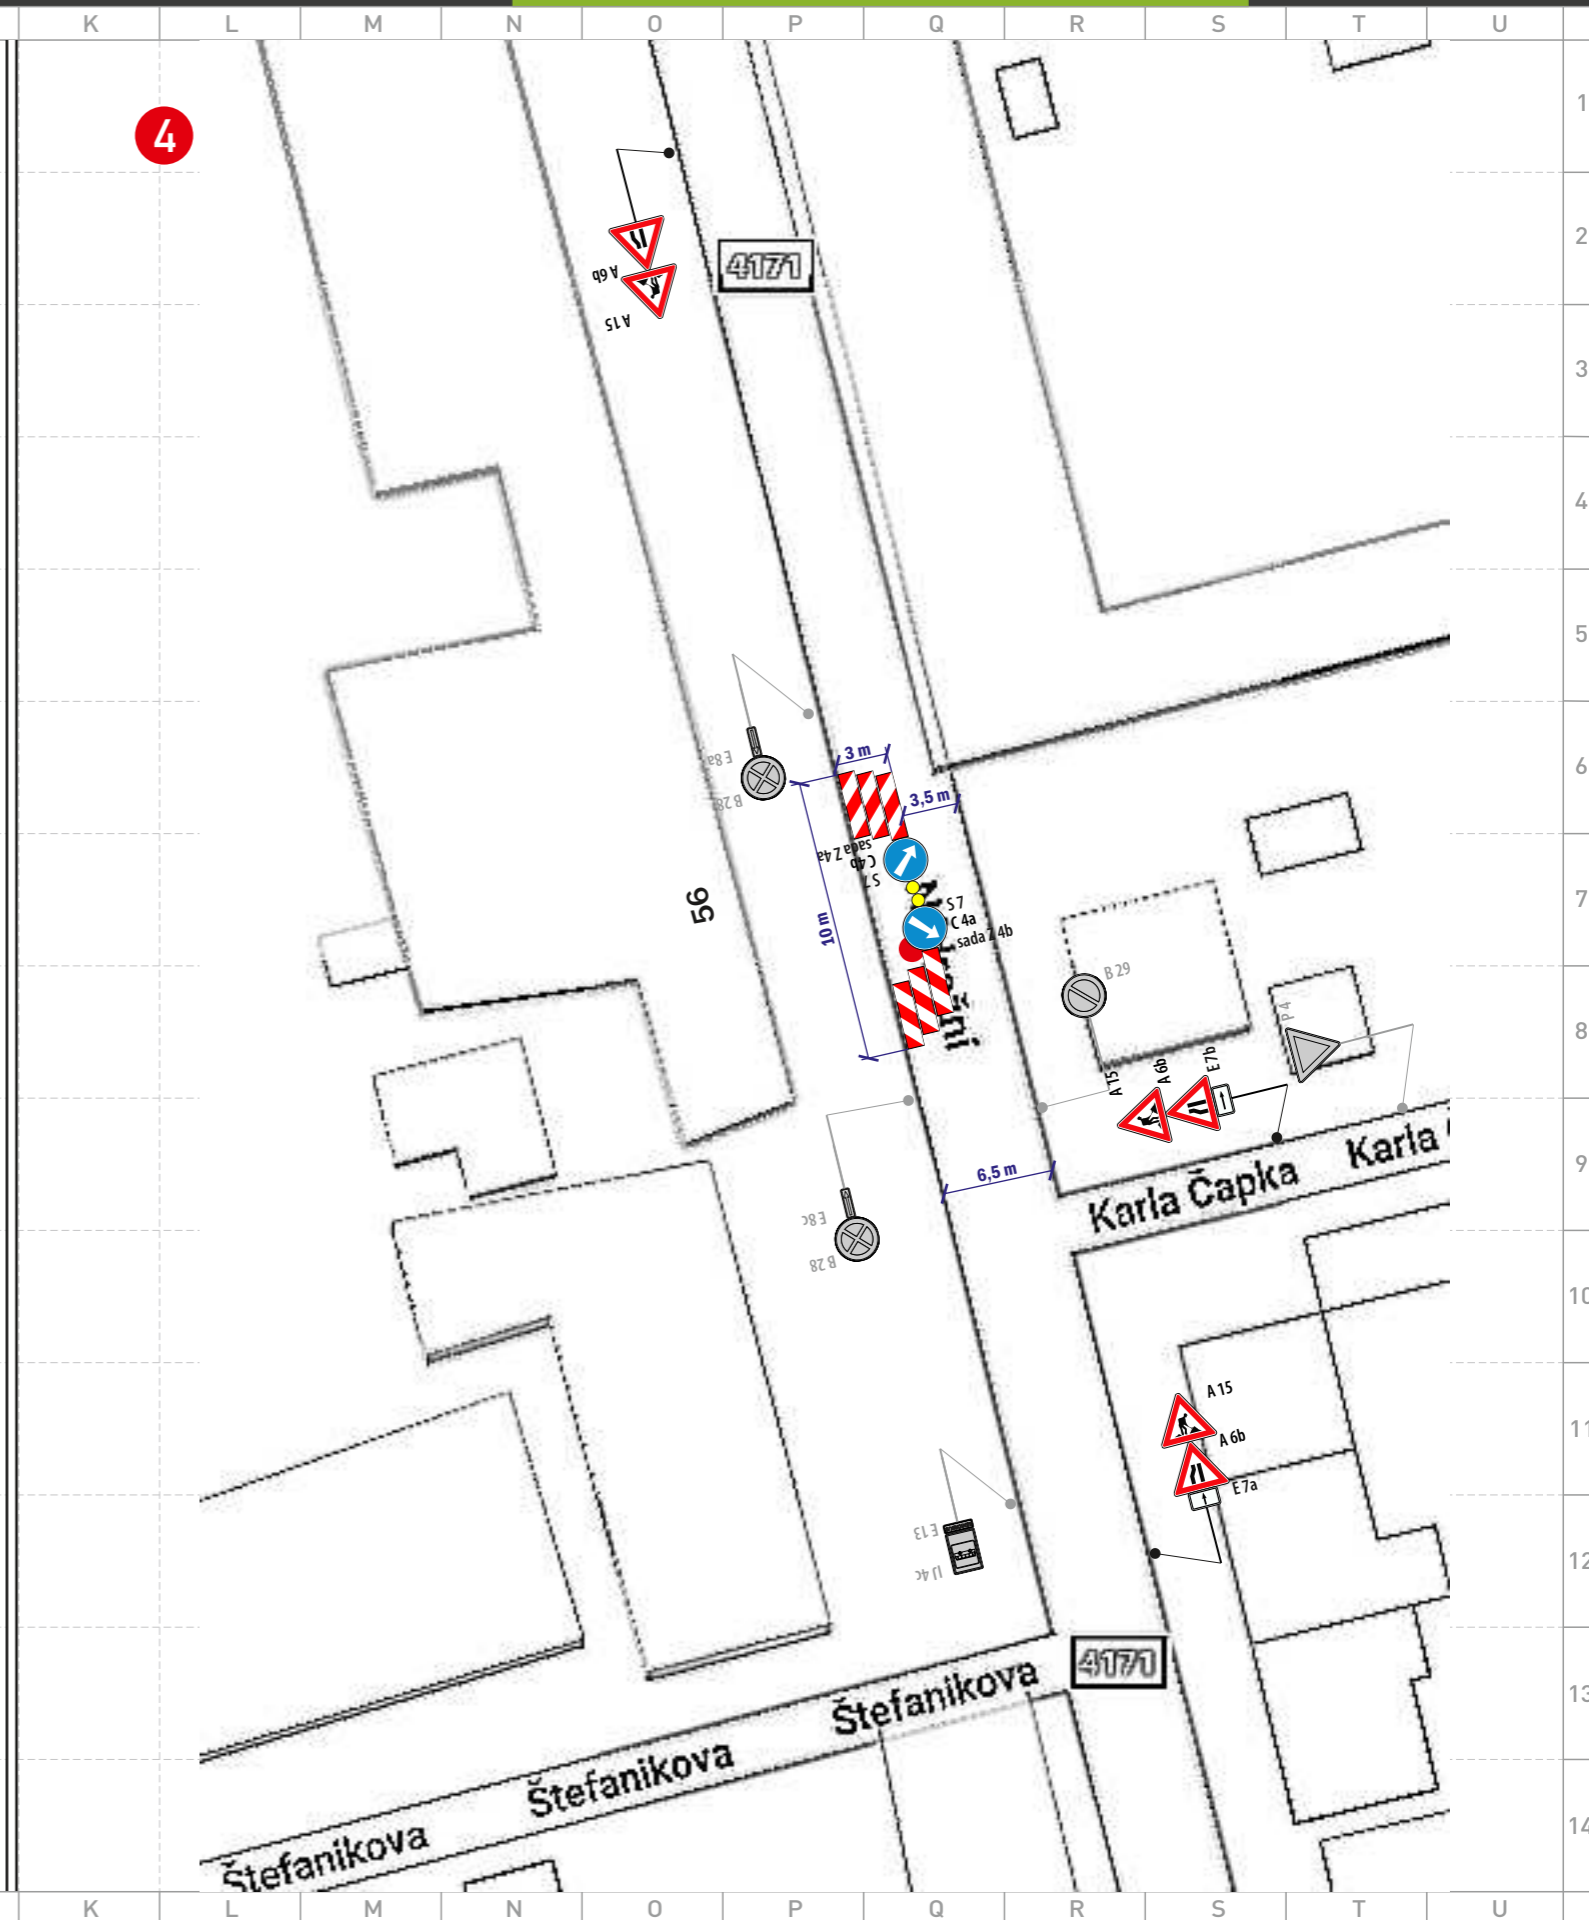 K L M N O P Q R S T U
1
4
2
4171
A 6b
A 15
3
4
5
6
E 8a
B 28
3 m
3,5 m
sada Z 4a
C 4b
S 7
7
56
10 m
S 7
C 4a
sada Z 4b
B 29
8
P 4
A 15
A 6b
E 7b
9
6,5 m
Karla Čapka
Karla
E 8c
B 28
10
A 15
11
A 6b
E 7a
E 13
12
IJ 4c
4171
13
Štefanikova
Štefanikova
Štefanikova
14
K L M N O P Q R S T U